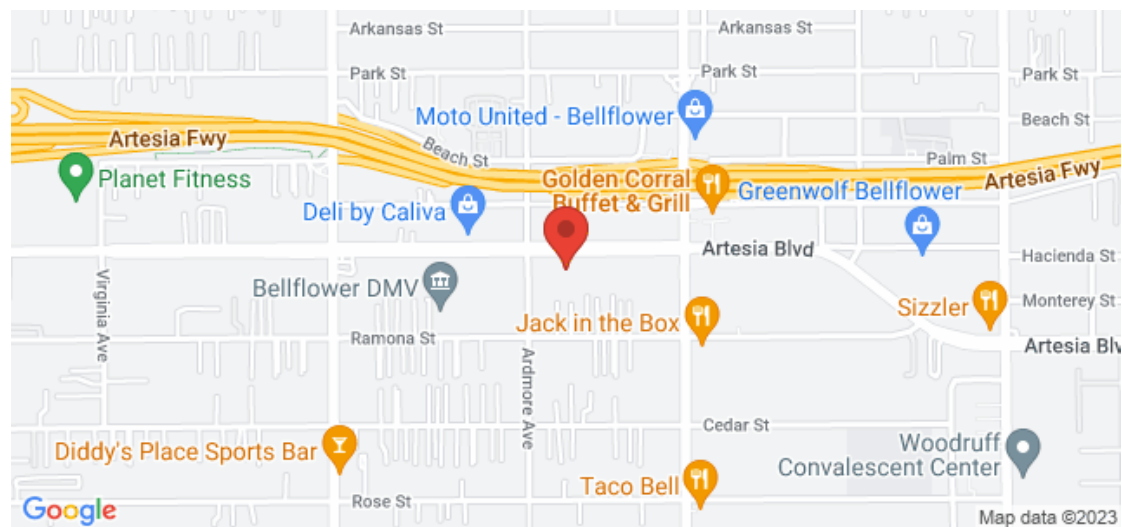 Arkansas St
Arkansas St
Park St
Park St
Park St
Moto United - Bellflower
Beach St
Artesia Fwy
Beach St
Palm St
Artesia Fwy
Planet Fitness
Golden Corral
Buffet & Grill
Greenwolf Bellflower
Deli by Caliva
Artesia Blvd
Hacienda St
Bellflower DMV
Virginia Ave
Monterey St
Sizzler
Jack in the Box
Ramona St
Artesia Blv
Ardmore Ave
Cedar St
Diddy's Place Sports Bar
Woodruff
Convalescent Center
Taco Bell
Rose St
Google
Map data ©2023